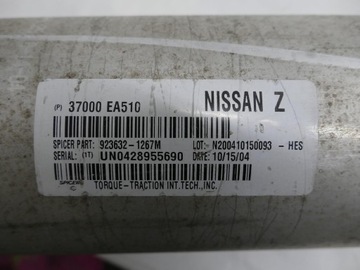 (P) 37000 EA510 NISSAN Z
SPICER PART: 923632-1267M LOT: N200410150093 - HES
SERIAL: (1T) UN0428955690 DATE: 10/15/04
SPICER® TORQUE-TRACTION INT.TECH.,INC.